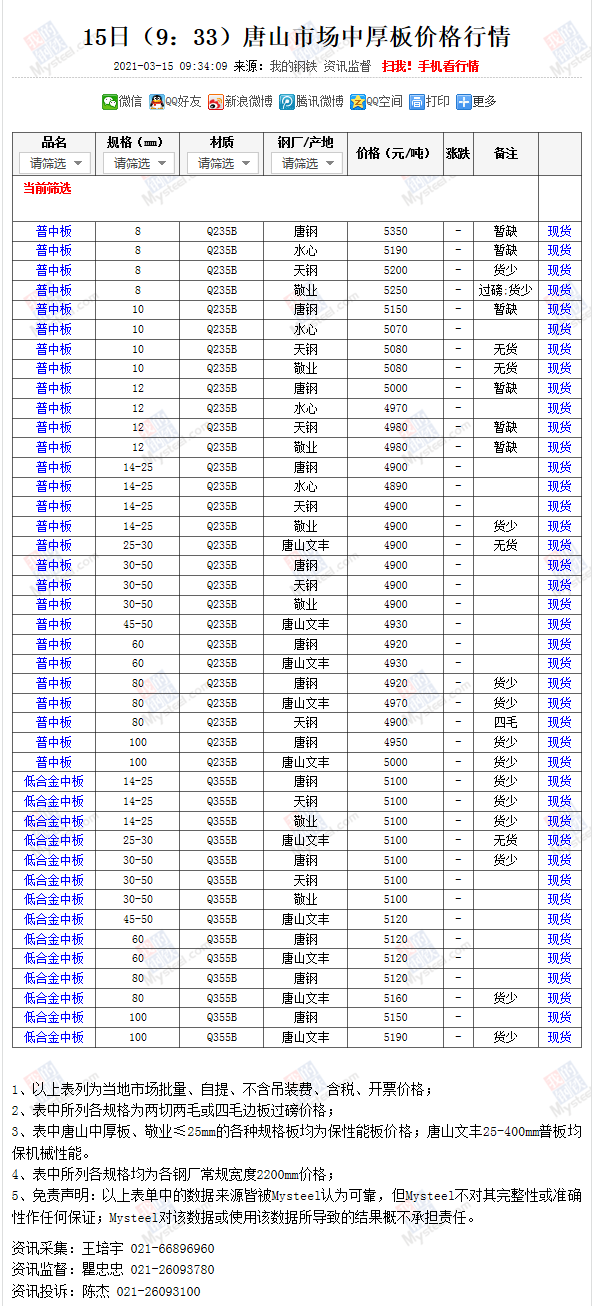 15日（9：33）唐山市场中厚板价格行情
2021-03-15 09:34:09 来源：我的钢铁 资讯监督 扫我！手机看行情
微信 QQ好友 新浪微博 腾讯微博 QQ空间 打印 更多
品名 规格（mm） 材质 钢厂/产地 价格（元/吨） 涨跌 备注
请筛选 请筛选 请筛选 请筛选
当前筛选
普中板 8 Q235B 唐钢 5350 - 暂缺 现货
普中板 8 Q235B 水心 5190 - 暂缺 现货
普中板 8 Q235B 天钢 5200 - 货少 现货
普中板 8 Q235B 敬业 5250 - 过磅:货少 现货
普中板 10 Q235B 唐钢 5150 - 暂缺 现货
普中板 10 Q235B 水心 5070 - 现货
普中板 10 Q235B 天钢 5080 - 无货 现货
普中板 10 Q235B 敬业 5080 - 无货 现货
普中板 12 Q235B 唐钢 5000 - 暂缺 现货
普中板 12 Q235B 水心 4970 - 现货
普中板 12 Q235B 天钢 4980 - 暂缺 现货
普中板 12 Q235B 敬业 4980 - 暂缺 现货
普中板 14-25 Q235B 唐钢 4900 - 现货
普中板 14-25 Q235B 水心 4890 - 现货
普中板 14-25 Q235B 天钢 4900 - 现货
普中板 14-25 Q235B 敬业 4900 - 货少 现货
普中板 25-30 Q235B 唐山文丰 4900 - 无货 现货
普中板 30-50 Q235B 唐钢 4900 - 现货
普中板 30-50 Q235B 天钢 4900 - 现货
普中板 30-50 Q235B 敬业 4900 - 现货
普中板 45-50 Q235B 唐山文丰 4930 - 现货
普中板 60 Q235B 唐钢 4920 - 现货
普中板 60 Q235B 唐山文丰 4930 - 现货
普中板 80 Q235B 唐钢 4920 - 货少 现货
普中板 80 Q235B 唐山文丰 4970 - 货少 现货
普中板 80 Q235B 天钢 4900 - 四毛 现货
普中板 100 Q235B 唐钢 4950 - 货少 现货
普中板 100 Q235B 唐山文丰 5000 - 货少 现货
低合金中板 14-25 Q355B 唐钢 5100 - 货少 现货
低合金中板 14-25 Q355B 天钢 5100 - 货少 现货
低合金中板 14-25 Q355B 敬业 5100 - 货少 现货
低合金中板 25-30 Q355B 唐山文丰 5100 - 无货 现货
低合金中板 30-50 Q355B 唐钢 5100 - 货少 现货
低合金中板 30-50 Q355B 天钢 5100 - 现货
低合金中板 30-50 Q355B 敬业 5100 - 现货
低合金中板 45-50 Q355B 唐山文丰 5120 - 现货
低合金中板 60 Q355B 唐钢 5120 - 现货
低合金中板 60 Q355B 唐山文丰 5120 - 现货
低合金中板 80 Q355B 唐钢 5120 - 现货
低合金中板 80 Q355B 唐山文丰 5160 - 货少 现货
低合金中板 100 Q355B 唐钢 5150 - 现货
低合金中板 100 Q355B 唐山文丰 5190 - 货少 现货
1、以上表列为当地市场批量、自提、不含吊装费、含税、开票价格；
2、表中所列各规格为两切两毛或四毛边板过磅价格；
3、表中唐山中厚板、敬业≤25mm的各种规格板均为保性能板价格；唐山文丰25-400mm普板均
保机械性能。
4、表中所列各规格均为各钢厂常规宽度2200mm价格；
5、免责声明：以上表单中的数据来源皆被Mysteel认为可靠，但Mysteel不对其完整性或准确
性作任何保证；Mysteel对该数据或使用该数据所导致的结果概不承担责任。
资讯采集：王培宇 021-66896960
资讯监督：瞿忠忠 021-26093780
资讯投诉：陈杰 021-26093100